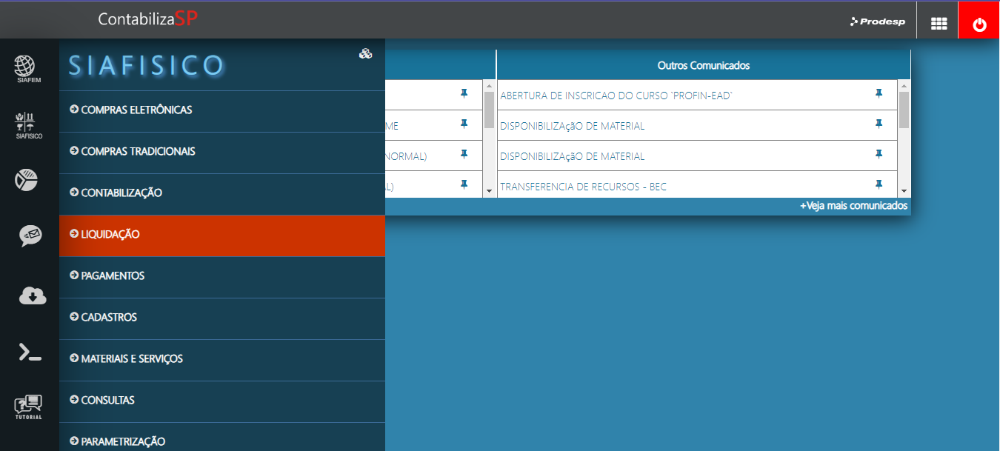 ContabilizaSP
Prodesp
SIAFEM
SIAFISICO
TUTORIAL
SIAFISICO
COMPRAS ELETRÔNICAS
COMPRAS TRADICIONAIS
CONTABILIZAÇÃO
LIQUIDAÇÃO
PAGAMENTOS
CADASTROS
MATERIAIS E SERVIÇOS
CONSULTAS
PARAMETRIZAÇÃO
ME
NORMAL)
L)
Outros Comunicados
ABERTURA DE INSCRICAO DO CURSO `PROFIN-EAD`
DISPONIBILIZAçãO DE MATERIAL
DISPONIBILIZAçãO DE MATERIAL
TRANSFERENCIA DE RECURSOS - BEC
+Veja mais comunicados